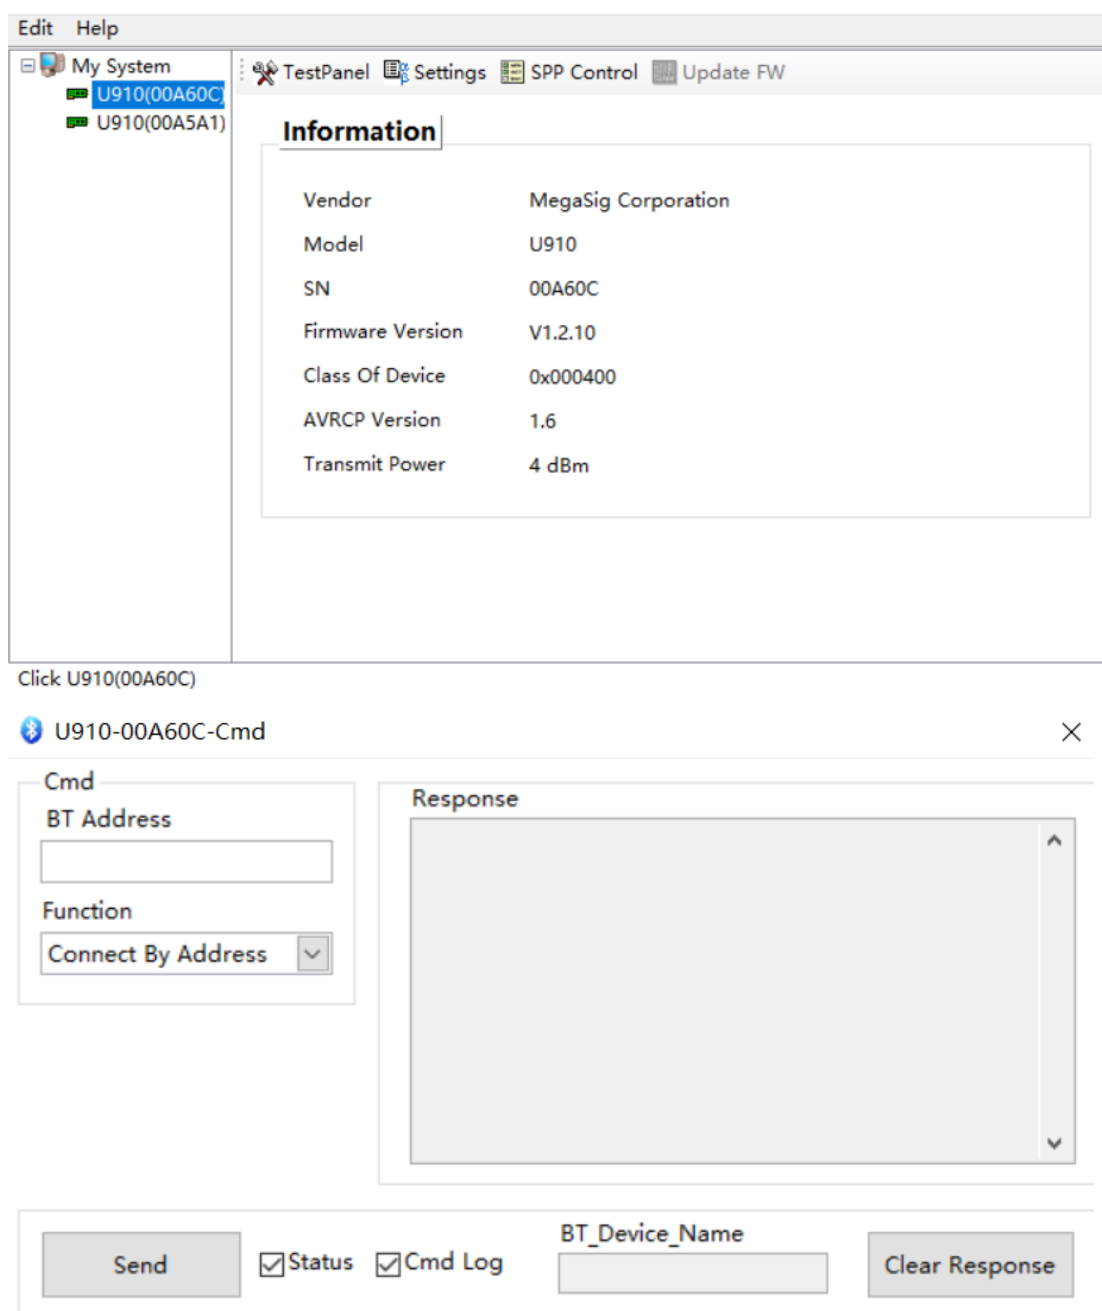 Edit Help
My System
U910(00A60C)
U910(00A5A1)
TestPanel Settings SPP Control Update FW
Information
Vendor MegaSig Corporation
Model U910
SN 00A60C
Firmware Version V1.2.10
Class Of Device 0x000400
AVRCP Version 1.6
Transmit Power 4 dBm
Click U910(00A60C)
U910-00A60C-Cmd
Cmd
BT Address
Function
Connect By Address
Response
Send
Status
Cmd Log
BT_Device_Name
Clear Response